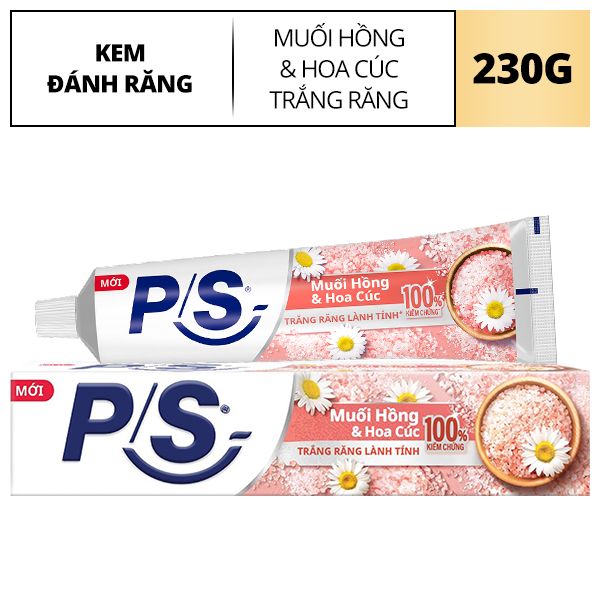 KEM
ĐÁNH RĂNG
MUỐI HỒNG
& HOA CÚC
TRẮNG RĂNG
230G
MỚI
P/S®
Muối Hồng
& Hoa Cúc
100%
KIỂM CHỨNG
TRẮNG RĂNG LÀNH TÍNH*
MỚI
P/S®
Muối Hồng
& Hoa Cúc
100%
KIỂM CHỨNG
TRẮNG RĂNG LÀNH TÍNH